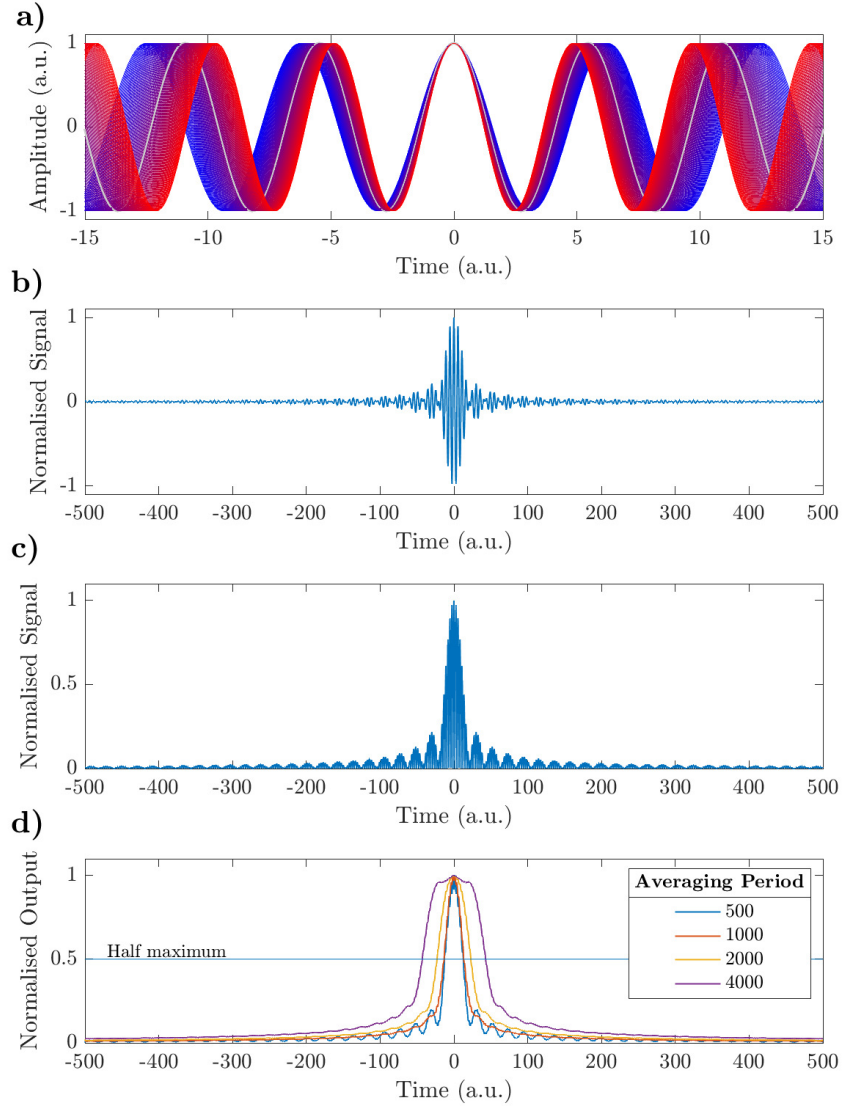 a)
Amplitude (a.u.)
1
0
-1
-15 -10 -5 0 5 10 15
Time (a.u.)
b)
Normalised Signal
1
0
-1
-500 -400 -300 -200 -100 0 100 200 300 400 500
Time (a.u.)
c)
Normalised Signal
1
0.5
0
-500 -400 -300 -200 -100 0 100 200 300 400 500
Time (a.u.)
d)
Normalised Output
1
0.5
0
Half maximum
Averaging Period
500
1000
2000
4000
-500 -400 -300 -200 -100 0 100 200 300 400 500
Time (a.u.)